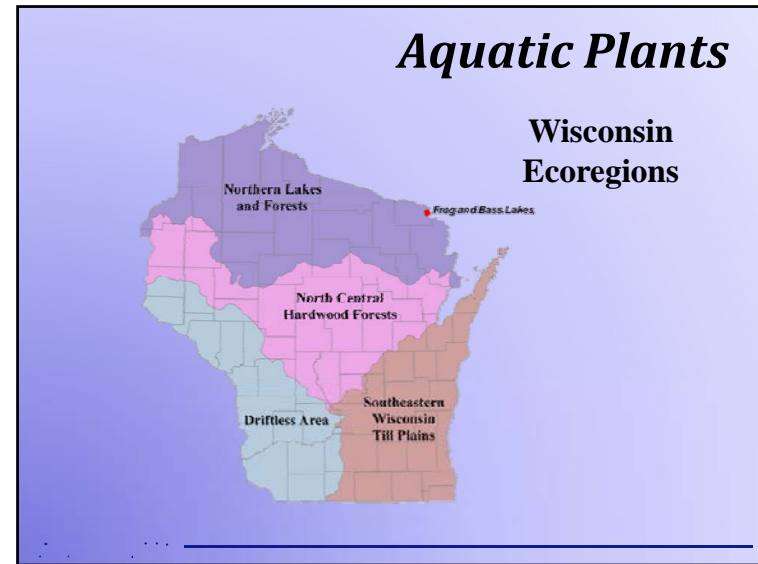 Aquatic Plants
Wisconsin
Ecoregions
Northern Lakes
and Forests
Frog and Bass Lakes
North Central
Hardwood Forests
Southeastern
Wisconsin
Till Plains
Driftless Area